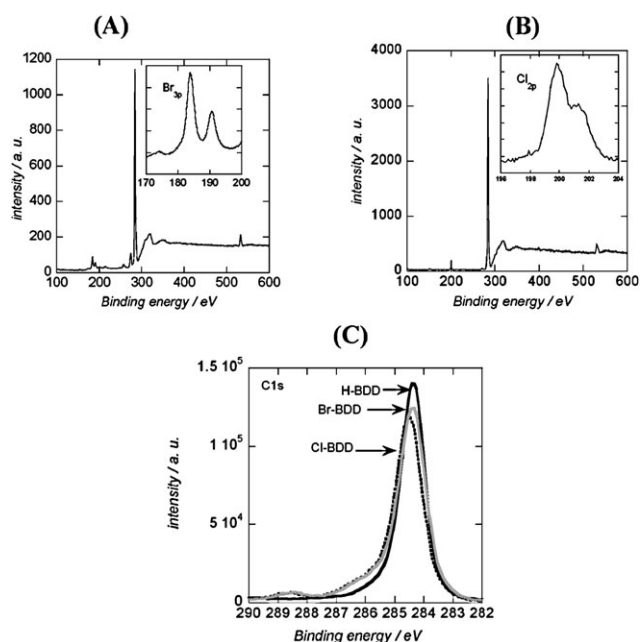 (A)
1200
1000
800
600
400
200
0
intensity / a. u.
Br3p
170 180 190 200
100 200 300 400 500 600
Binding energy / eV
(B)
4000
3000
2000
1000
0
intensity / a. u.
Cl2p
196 198 200 202 204
100 200 300 400 500 600
Binding energy / eV
(C)
1.5 10^5
1 10^5
5 10^4
0
intensity / a. u.
C1s
H-BDD
Br-BDD
Cl-BDD
290 289 288 287 286 285 284 283 282
Binding energy / eV